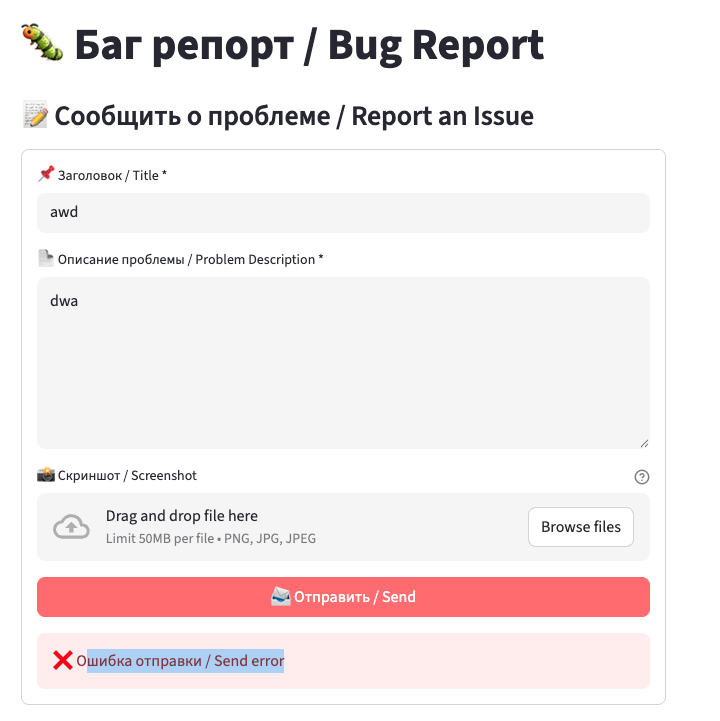 Баг репорт / Bug Report
Сообщить о проблеме / Report an Issue
Заголовок / Title *
awd
Описание проблемы / Problem Description *
dwa
Скриншот / Screenshot
Drag and drop file here
Limit 50MB per file • PNG, JPG, JPEG
Browse files
Отправить / Send
Ошибка отправки / Send error